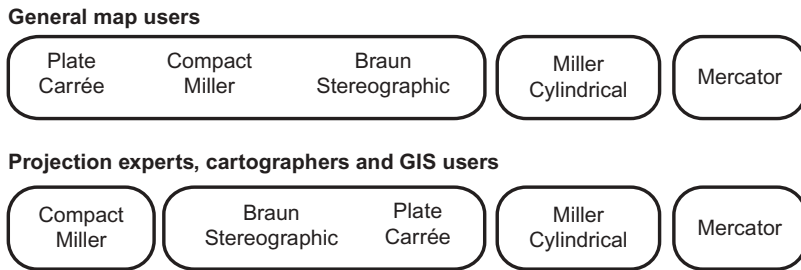 General map users
Plate
Carrée
Compact
Miller
Braun
Stereographic
Miller
Cylindrical
Mercator
Projection experts, cartographers and GIS users
Compact
Miller
Braun
Stereographic
Plate
Carrée
Miller
Cylindrical
Mercator